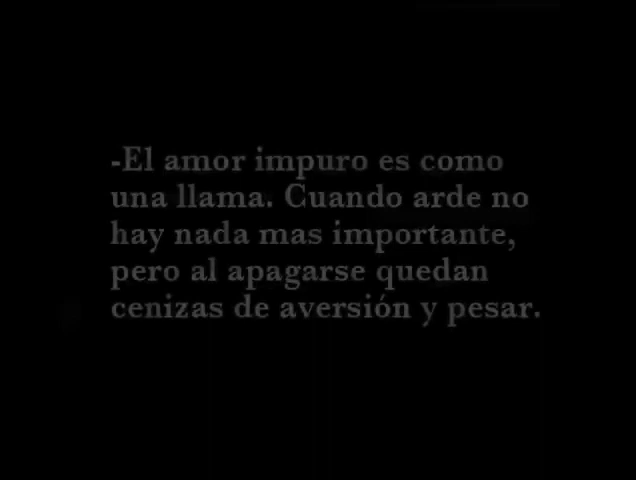 -El amor impuro es como
una llama. Cuando arde no
hay nada mas importante,
pero al apagarse quedan
cenizas de aversión y pesar.